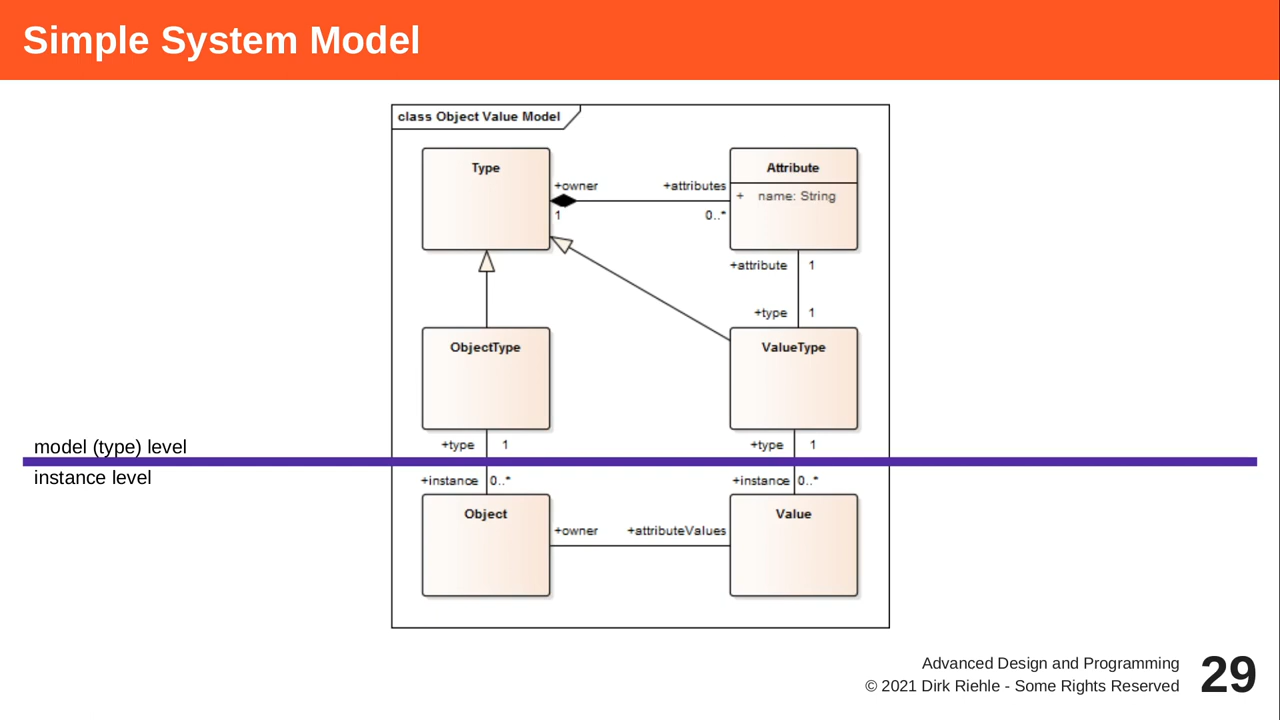 Simple System Model
class Object Value Model
Type
Attribute
+owner
+attributes
+ name: String
1
0..*
+attribute 1
+type 1
ObjectType
ValueType
model (type) level
+type 1
+type 1
instance level
+instance 0..*
+instance 0..*
Object
Value
+owner
+attributeValues
Advanced Design and Programming
© 2021 Dirk Riehle - Some Rights Reserved
29